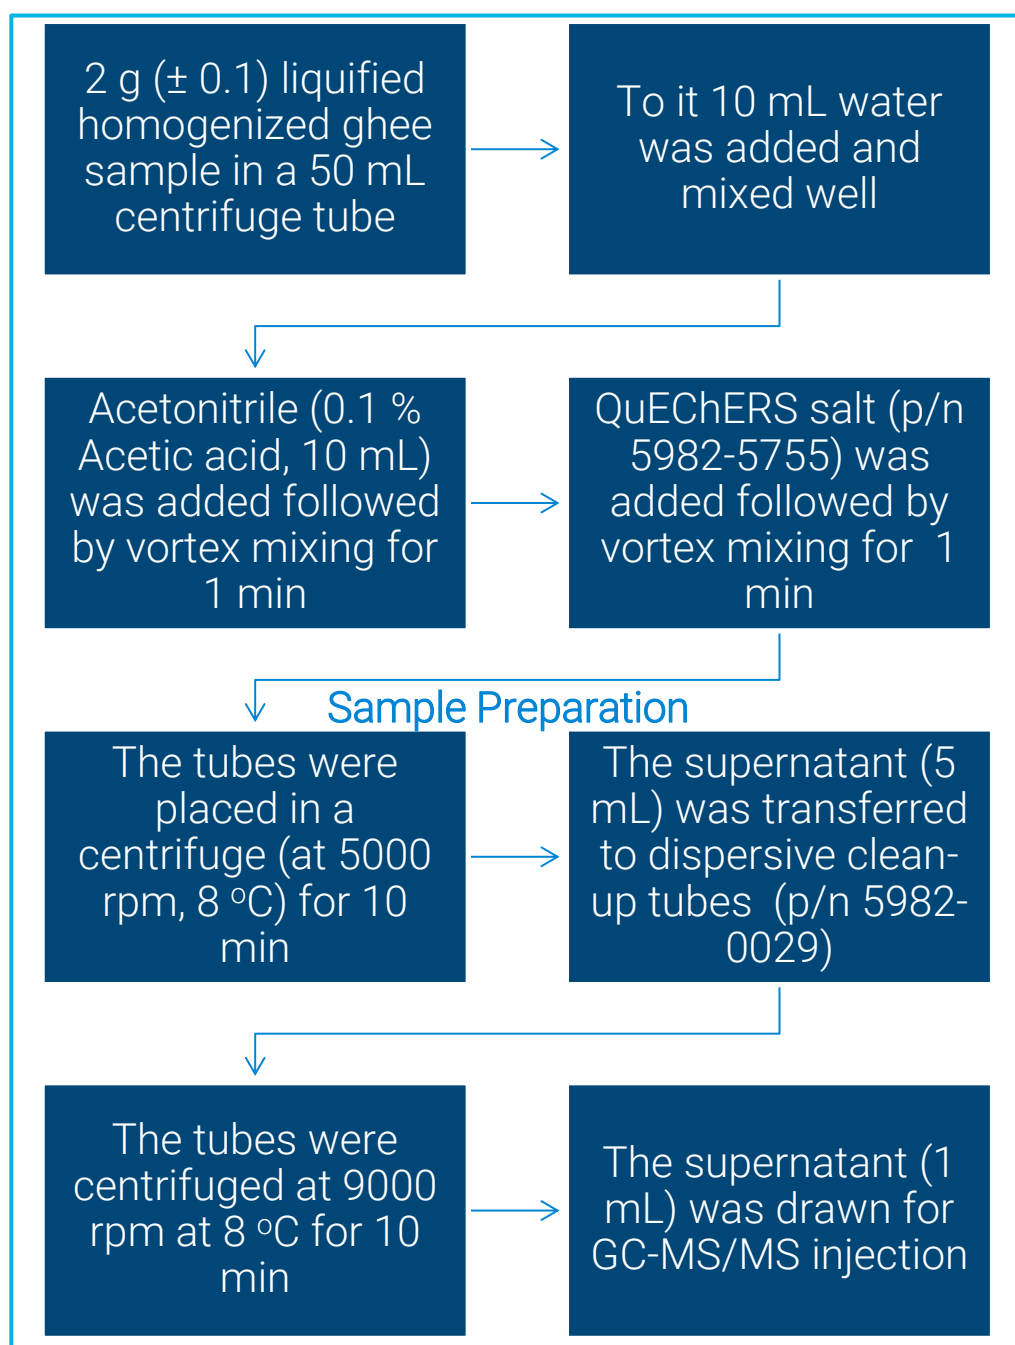 2 g (± 0.1) liquified
homogenized ghee
sample in a 50 mL
centrifuge tube
To it 10 mL water
was added and
mixed well
Acetonitrile (0.1 %
Acetic acid, 10 mL)
was added followed
by vortex mixing for
1 min
QuEChERS salt (p/n
5982-5755) was
added followed by
vortex mixing for 1
min
Sample Preparation
The tubes were
placed in a
centrifuge (at 5000
rpm, 8 ᵒC) for 10
min
The supernatant (5
mL) was transferred
to dispersive clean-
up tubes (p/n 5982-
0029)
The tubes were
centrifuged at 9000
rpm at 8 ᵒC for 10
min
The supernatant (1
mL) was drawn for
GC-MS/MS injection